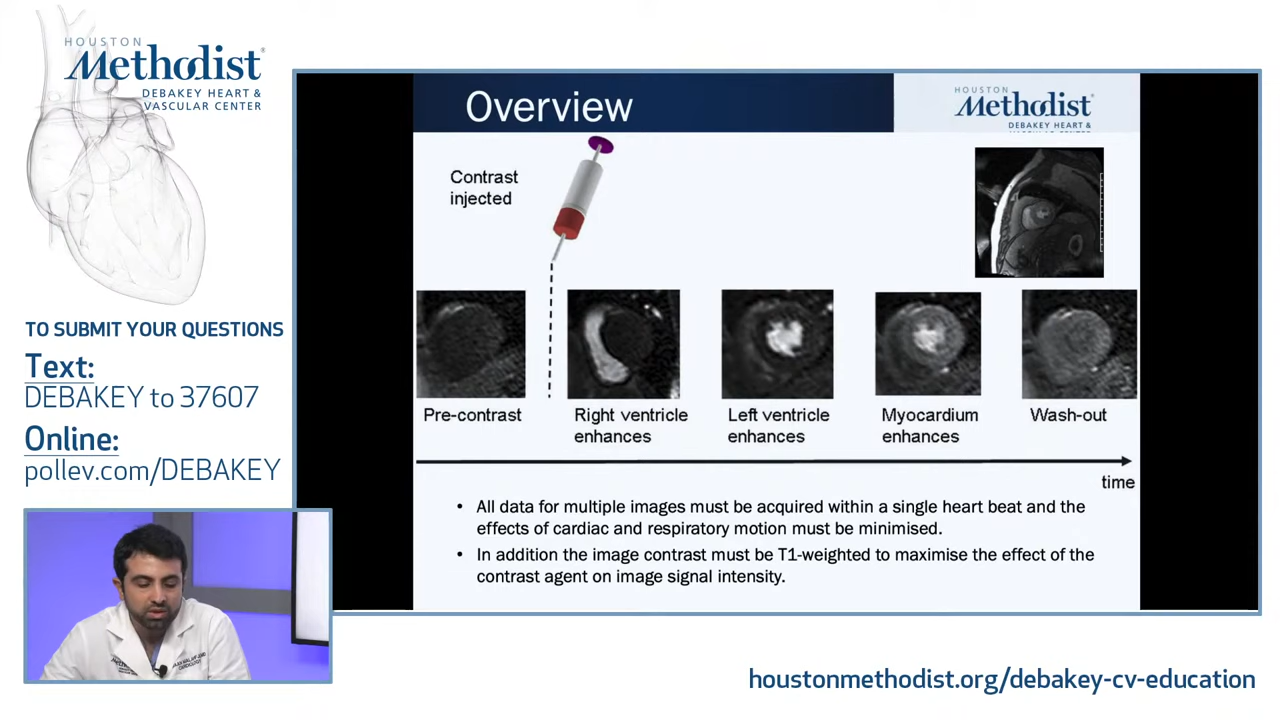 HOUSTON
Methodist®
DEBAKEY HEART &
VASCULAR CENTER
TO SUBMIT YOUR QUESTIONS
Text:
DEBAKEY to 37607
Online:
pollev.com/DEBAKEY
Overview
HOUSTON
Methodist®
DEBAKEY HEART &
VASCULAR CENTER
Contrast
injected
Pre-contrast
Right ventricle
enhances
Left ventricle
enhances
Myocardium
enhances
Wash-out
time
• All data for multiple images must be acquired within a single heart beat and the
effects of cardiac and respiratory motion must be minimised.
• In addition the image contrast must be T1-weighted to maximise the effect of the
contrast agent on image signal intensity.
CARDIOLOGY
houstonmethodist.org/debakey-cv-education